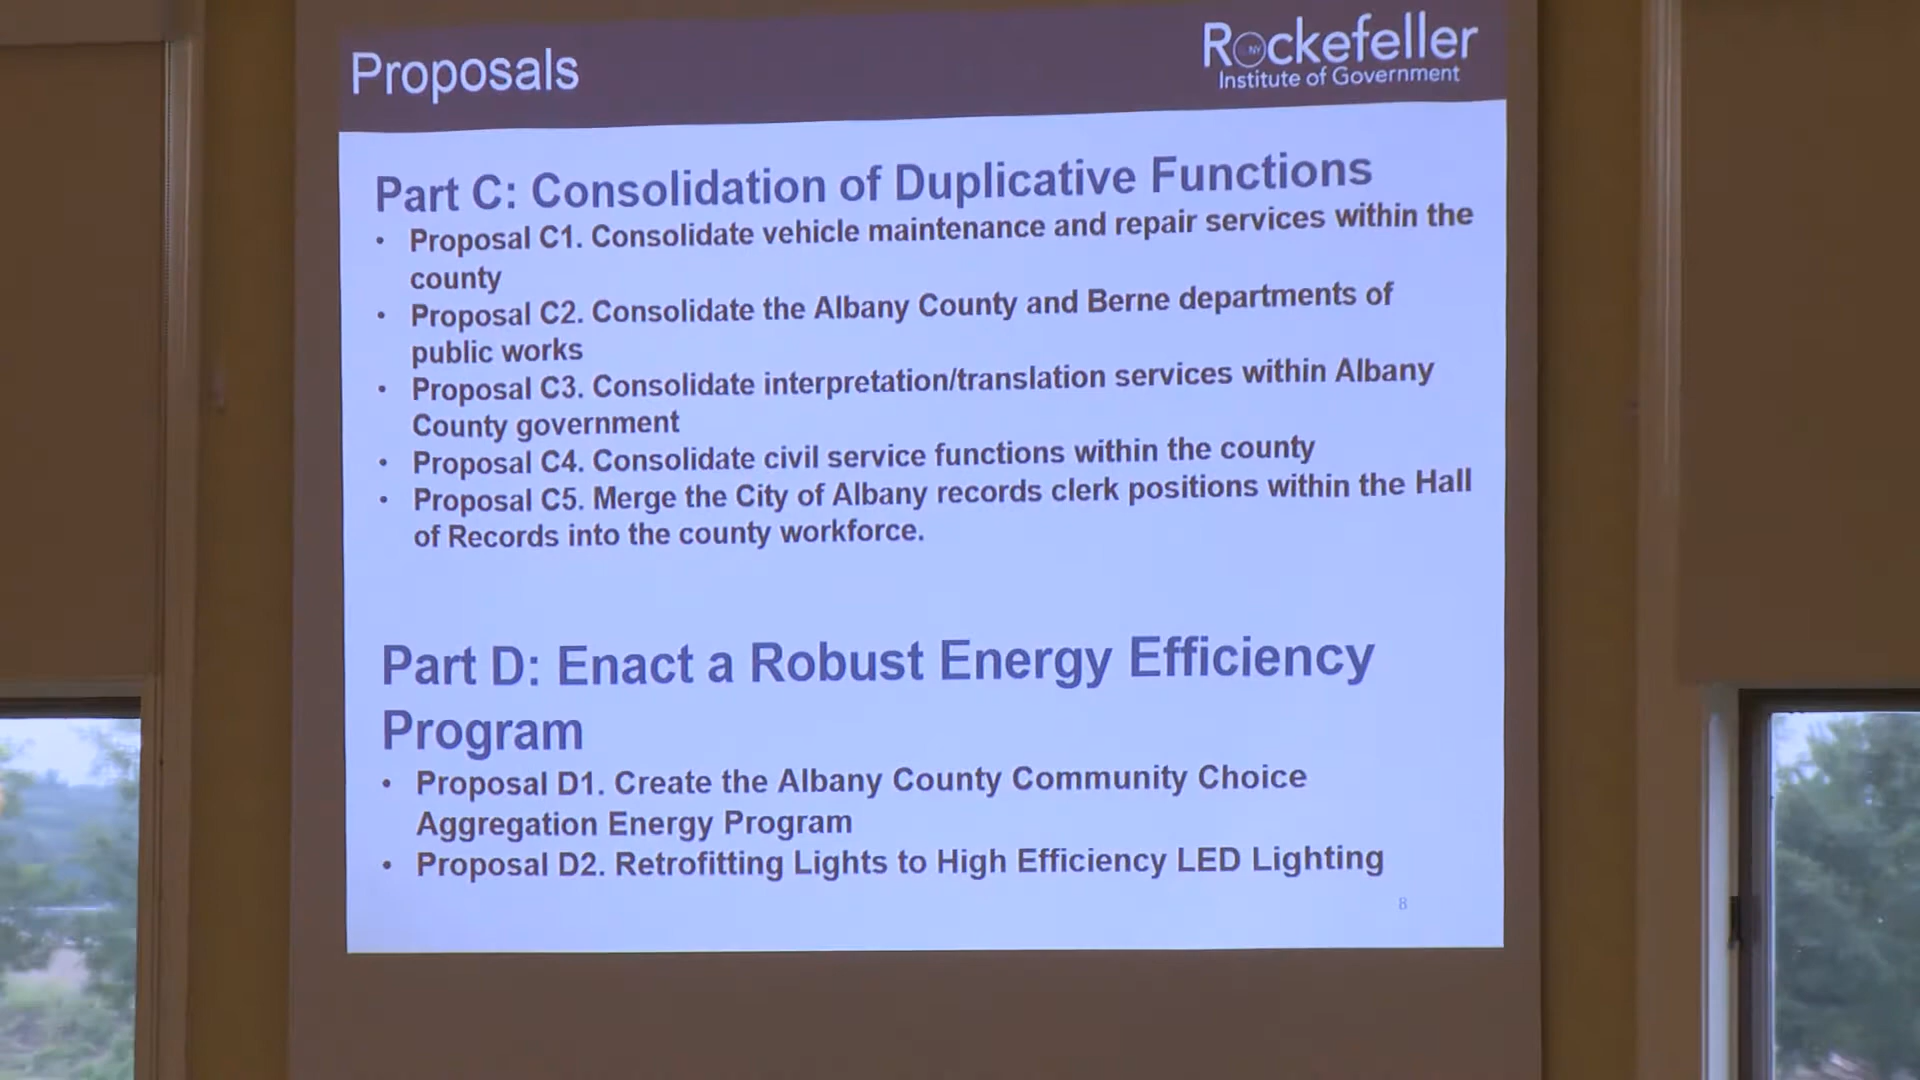 Proposals
Rockefeller
NY
Institute of Government
Part C: Consolidation of Duplicative Functions
• Proposal C1. Consolidate vehicle maintenance and repair services within the
county
• Proposal C2. Consolidate the Albany County and Berne departments of
public works
• Proposal C3. Consolidate interpretation/translation services within Albany
County government
• Proposal C4. Consolidate civil service functions within the county
• Proposal C5. Merge the City of Albany records clerk positions within the Hall
of Records into the county workforce.
Part D: Enact a Robust Energy Efficiency
Program
• Proposal D1. Create the Albany County Community Choice
Aggregation Energy Program
• Proposal D2. Retrofitting Lights to High Efficiency LED Lighting
8